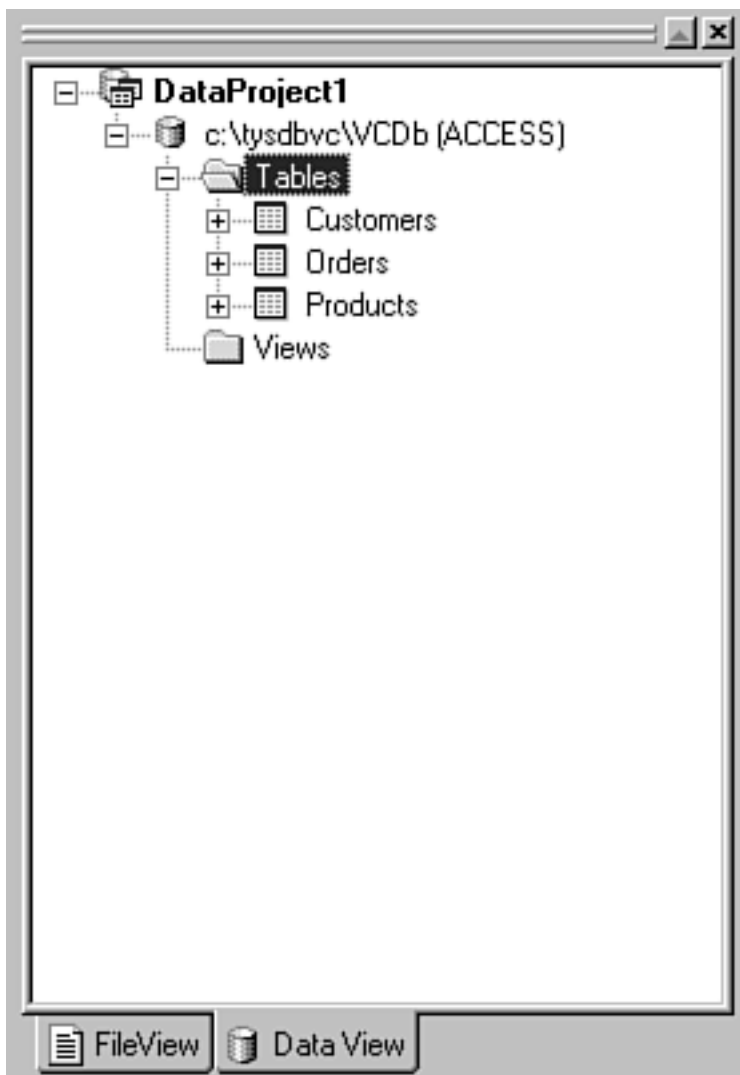 DataProject1
c:\tysdbvc\VCDb (ACCESS)
Tables
Customers
Orders
Products
Views
FileView
Data View